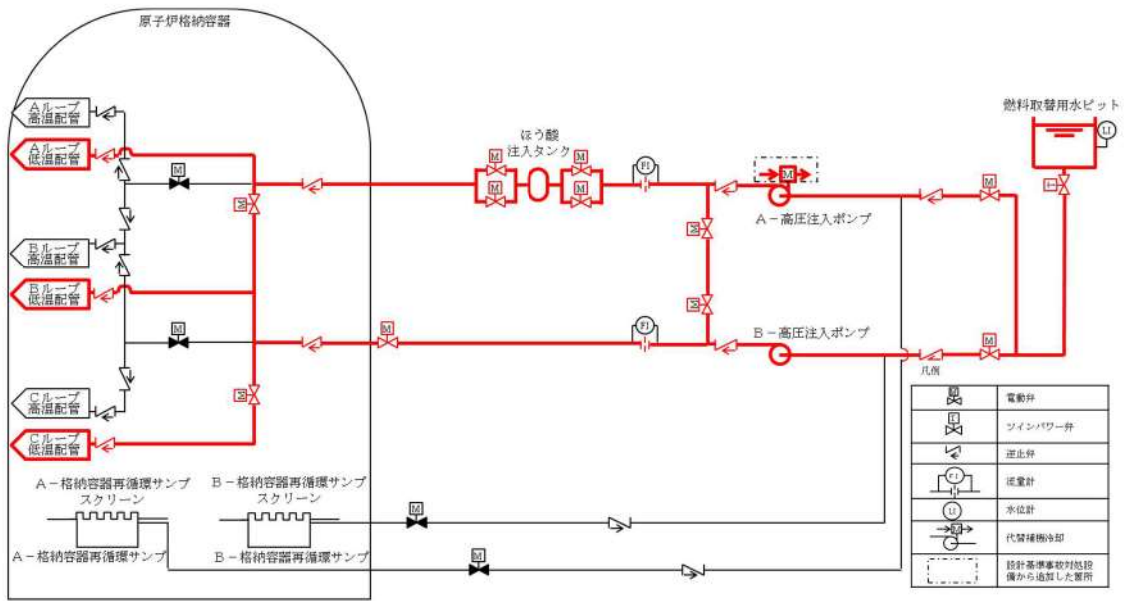 原子炉格納容器
Aループ
高温配管
Aループ
低温配管
M
M
Bループ
高温配管
Bループ
低温配管
M
Cループ
高温配管
M
Cループ
低温配管
ほう酸
注入タンク
M
M
M
M
FI
M
A-高圧注入ポンプ
M
M
M
M
FI
B-高圧注入ポンプ
M
燃料取替用水ピット
LI
T
A-格納容器再循環サンプ
スクリーン
A-格納容器再循環サンプ
B-格納容器再循環サンプ
スクリーン
B-格納容器再循環サンプ
M
M
凡例
M
電動弁
T
ツインパワー弁
逆止弁
FI
流量計
LI
水位計
M
代替補機冷却
設計基準事故対処設
備から追加した箇所